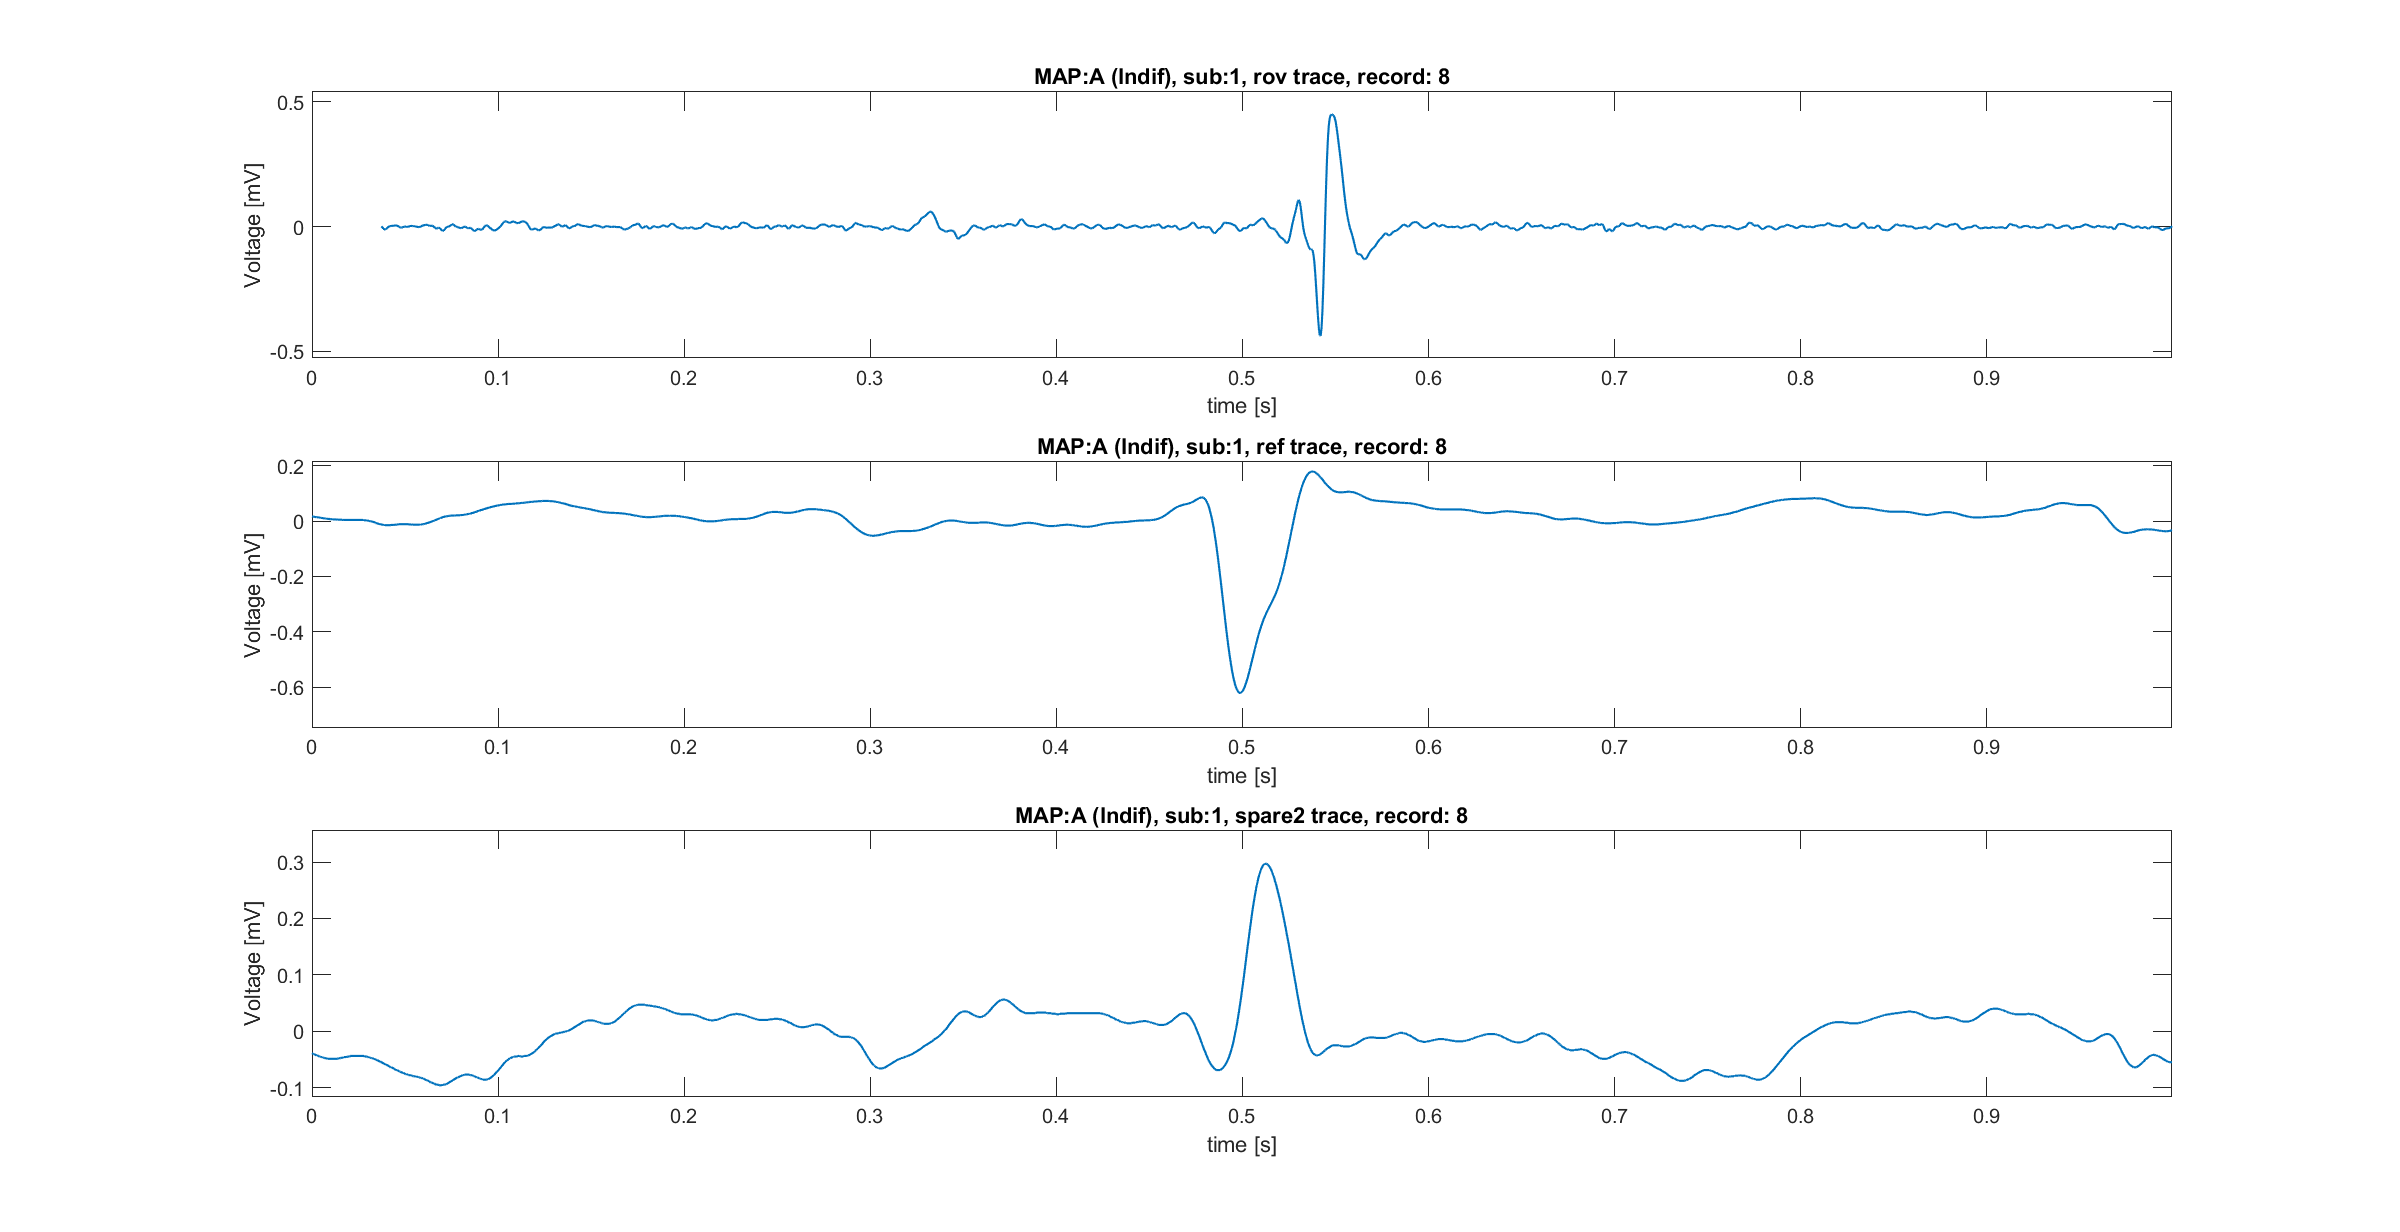 MAP:A (Indif), sub:1, rov trace, record: 8
Voltage [mV]
0.5
0
-0.5
0 0.1 0.2 0.3 0.4 0.5 0.6 0.7 0.8 0.9
time [s]
MAP:A (Indif), sub:1, ref trace, record: 8
Voltage [mV]
0.2
0
-0.2
-0.4
-0.6
0 0.1 0.2 0.3 0.4 0.5 0.6 0.7 0.8 0.9
time [s]
MAP:A (Indif), sub:1, spare2 trace, record: 8
Voltage [mV]
0.3
0.2
0.1
0
-0.1
0 0.1 0.2 0.3 0.4 0.5 0.6 0.7 0.8 0.9
time [s]